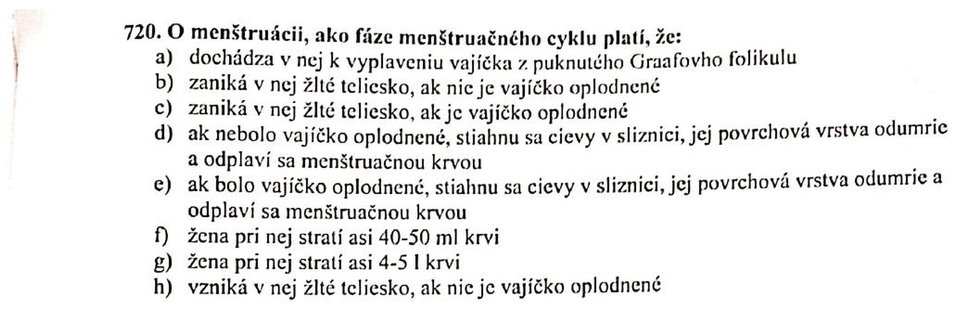 720. O menštruácii, ako fáze menštruačného cyklu platí, že:
a) dochádza v nej k vyplaveniu vajíčka z puknutého Graafovho folikulu
b) zaniká v nej žlté teliesko, ak nie je vajíčko oplodnené
c) zaniká v nej žlté teliesko, ak je vajíčko oplodnené
d) ak nebolo vajíčko oplodnené, stiahnu sa cievy v sliznici, jej povrchová vrstva odumrie
a odplaví sa menštruačnou krvou
e) ak bolo vajíčko oplodnené, stiahnu sa cievy v sliznici, jej povrchová vrstva odumrie a
odplaví sa menštruačnou krvou
f) žena pri nej stratí asi 40-50 ml krvi
g) žena pri nej stratí asi 4-5 l krvi
h) vzniká v nej žlté teliesko, ak nie je vajíčko oplodnené